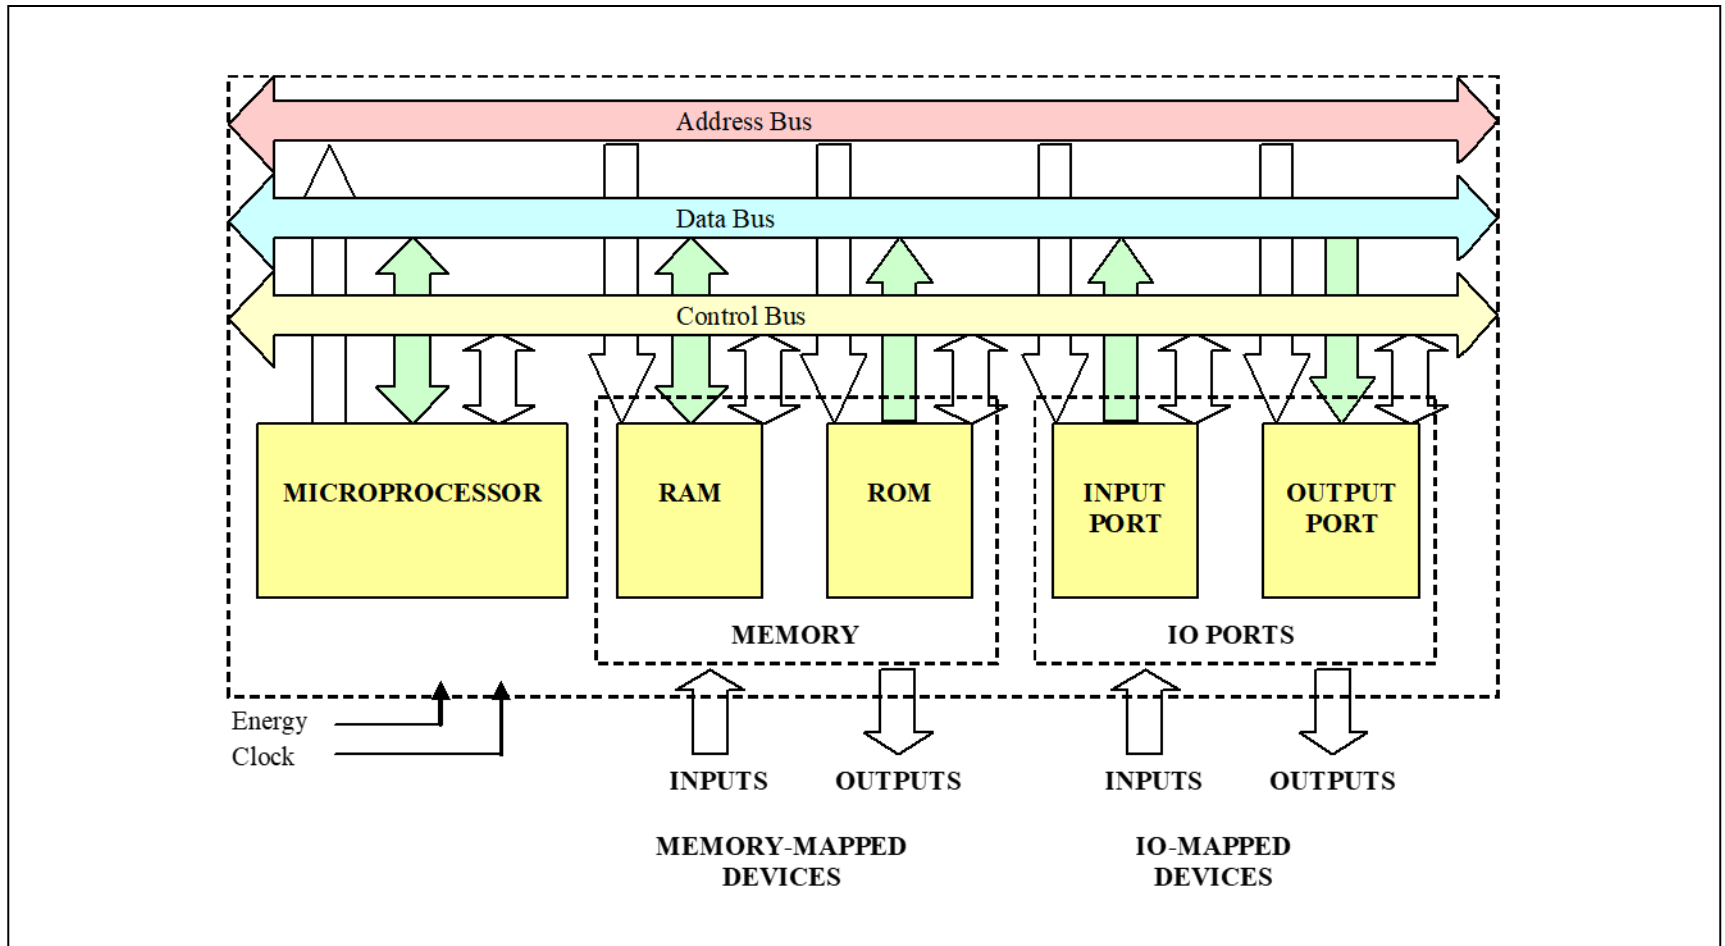 Address Bus
Data Bus
Control Bus
MICROPROCESSOR
RAM
ROM
INPUT
PORT
OUTPUT
PORT
MEMORY
IO PORTS
Energy
Clock
INPUTS
OUTPUTS
INPUTS
OUTPUTS
MEMORY-MAPPED
DEVICES
IO-MAPPED
DEVICES